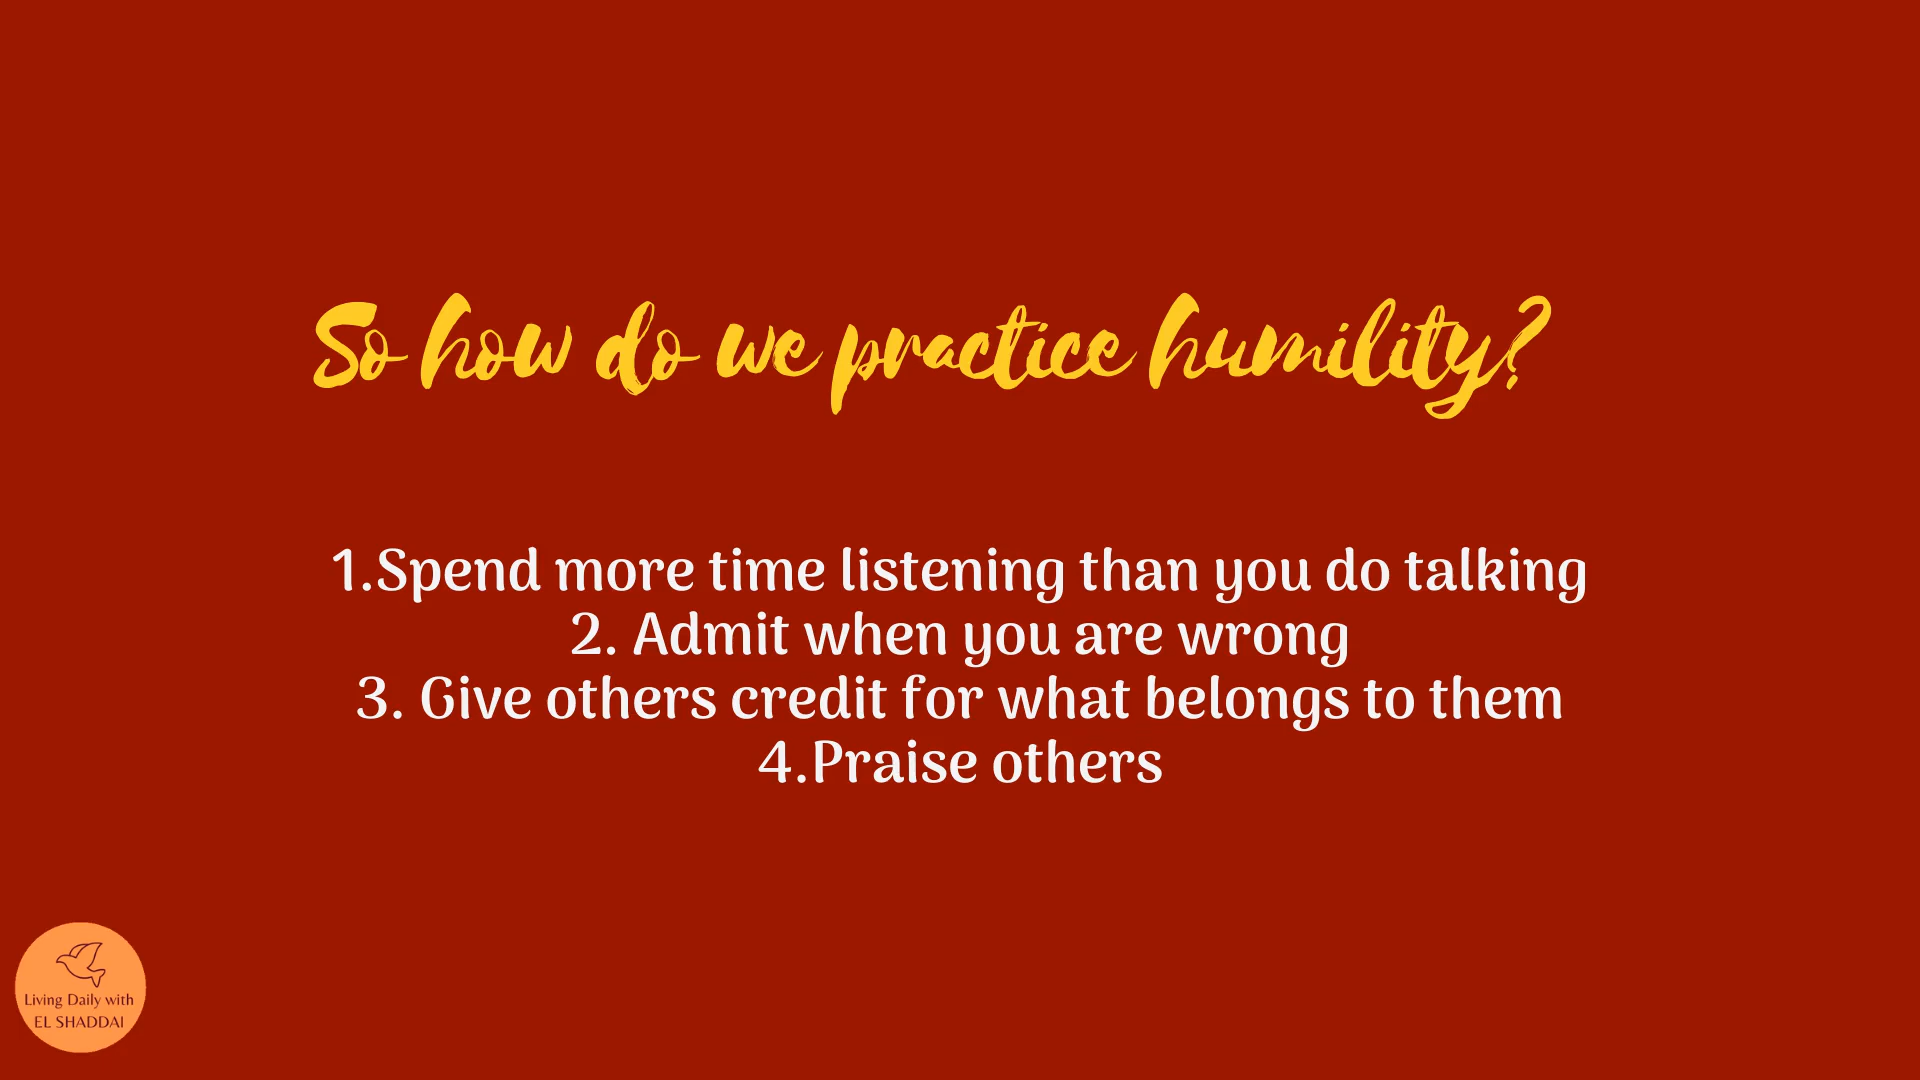 So how do we practice humility?
1.Spend more time listening than you do talking
2. Admit when you are wrong
3. Give others credit for what belongs to them
4.Praise others
Living Daily with
EL SHADDAI